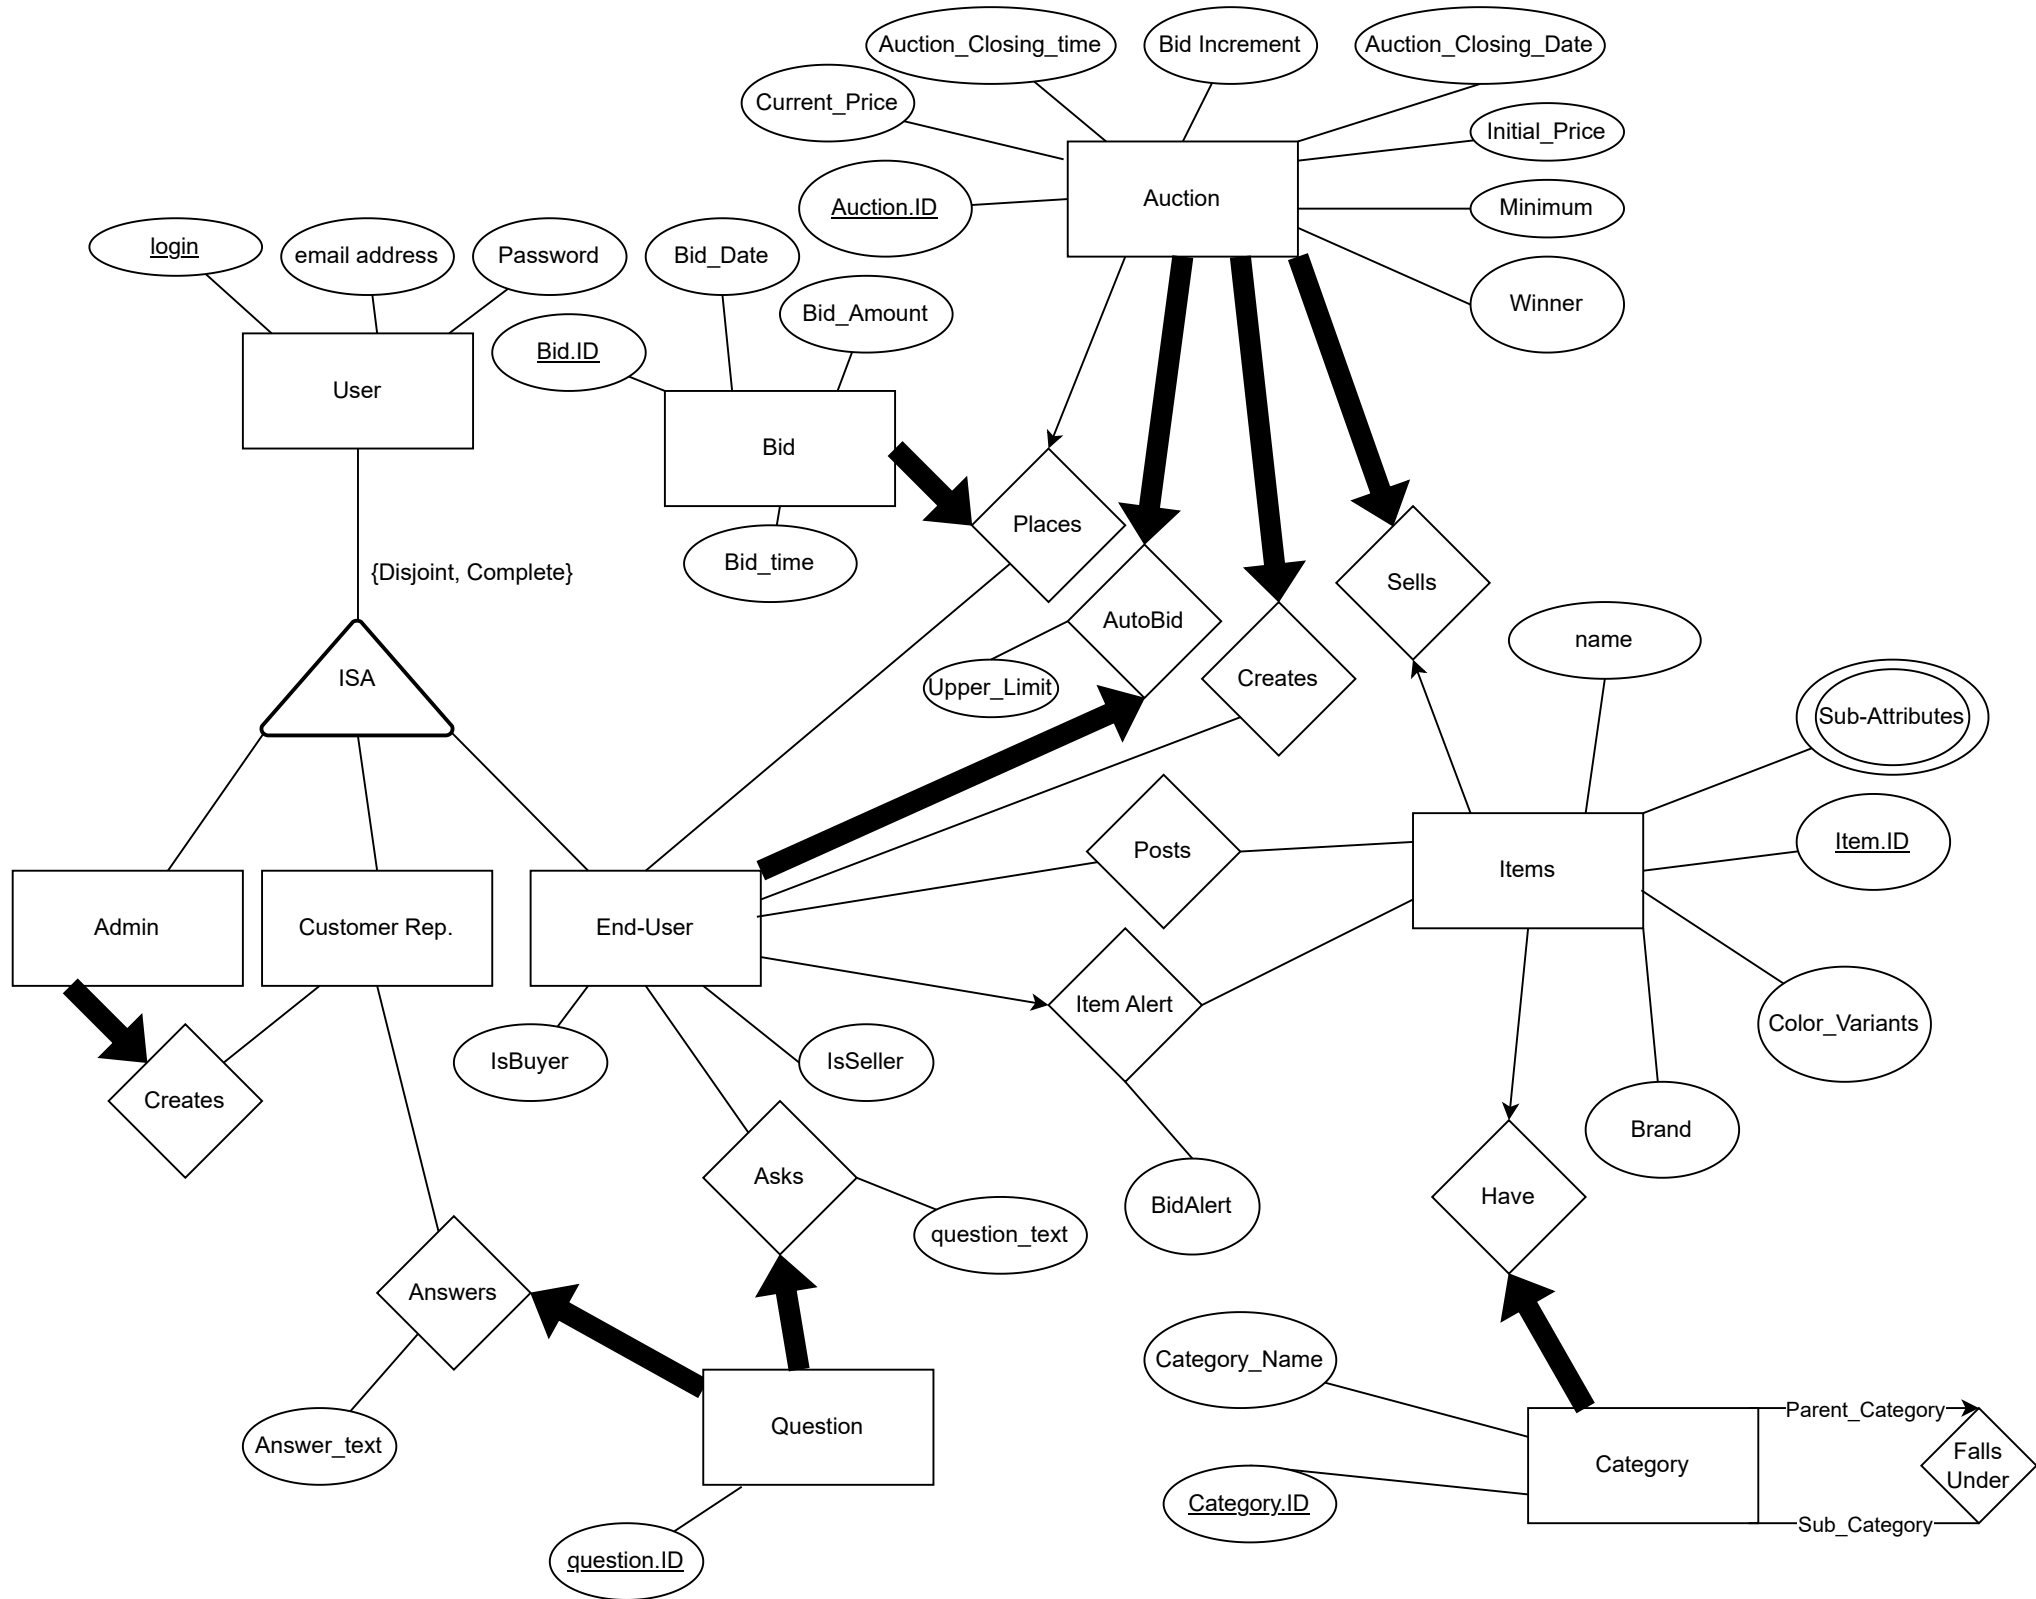 Auction_Closing_time
Bid Increment
Auction_Closing_Date
Current_Price
Initial_Price
Auction.ID
Auction
Minimum
login
email address
Password
Bid_Date
Winner
Bid_Amount
Bid.ID
User
Bid
Places
Bid_time
{Disjoint, Complete}
Sells
AutoBid
name
ISA
Upper_Limit
Creates
Sub-Attributes
Posts
Items
Item.ID
Admin
Customer Rep.
End-User
Item Alert
Color_Variants
IsBuyer
IsSeller
Creates
Brand
Asks
Have
BidAlert
question_text
Answers
Category_Name
Parent_Category
Answer_text
Question
Category
Falls
Under
Category.ID
Sub_Category
question.ID